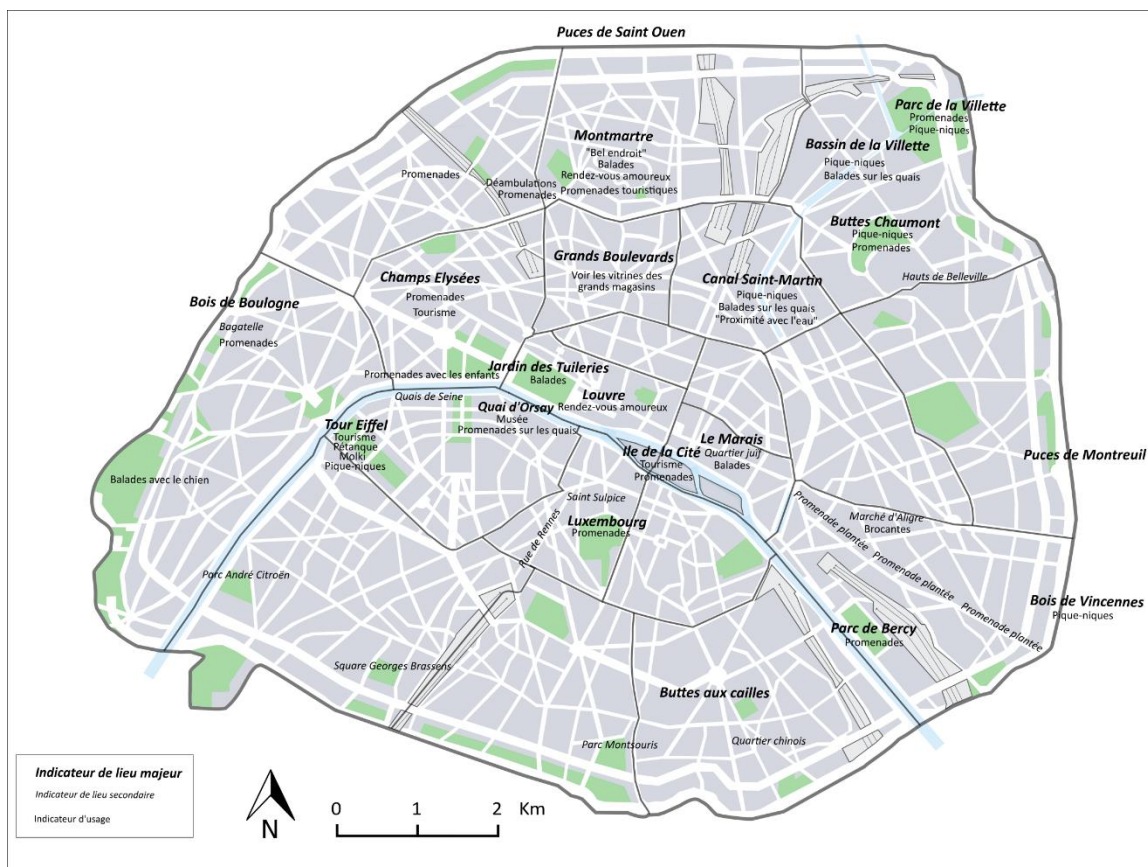 Puces de Saint Ouen
Parc de la Villette
Promenades
Pique-niques
Montmartre
"Bel endroit"
Balades
Rendez-vous amoureux
Promenades touristiques
Bassin de la Villette
Pique-niques
Balades sur les quais
Promenades
Déambulations
Promenades
Buttes Chaumont
Pique-niques
Promenades
Hauts de Belleville
Grands Boulevards
Voir les vitrines des
grands magasins
Canal Saint-Martin
Pique-niques
Balades sur les quais
"Proximité avec l'eau"
Champs Elysées
Promenades
Tourisme
Bois de Boulogne
Bagatelle
Promenades
Jardin des Tuileries
Balades
Promenades avec les enfants
Quais de Seine
Louvre
Rendez-vous amoureux
Quai d'Orsay
Musée
Promenades sur les quais
Tour Eiffel
Tourisme
Pétanque
Molki
Pique-niques
Le Marais
Quartier juif
Balades
Ile de la Cité
Tourisme
Promenades
Puces de Montreuil
Balades avec le chien
Saint Sulpice
Luxembourg
Promenades
Rue de Rennes
Marché d'Aligre
Brocantes
Promenade plantée
Promenade plantée
Promenade plantée
Parc André Citroën
Bois de Vincennes
Pique-niques
Parc de Bercy
Promenades
Square Georges Brassens
Buttes aux cailles
Parc Montsouris
Quartier chinois
Indicateur de lieu majeur
Indicateur de lieu secondaire
Indicateur d'usage
N
0 1 2 Km